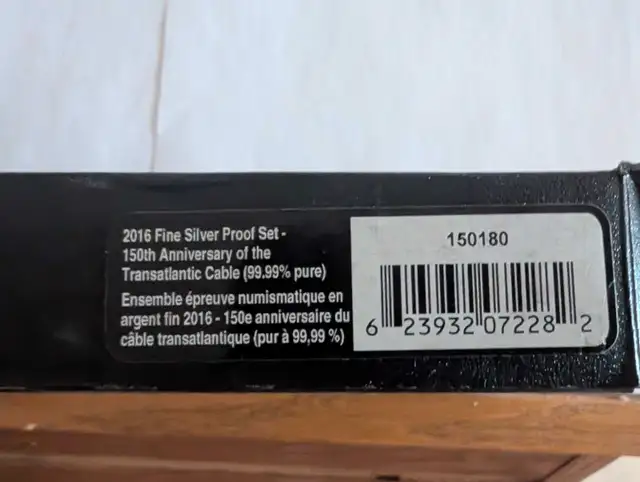 2016 Fine Silver Proof Set -
150th Anniversary of the
Transatlantic Cable (99.99% pure)
Ensemble épreuve numismatique en
argent fin 2016 - 150e anniversaire du
câble transatlantique (pur à 99,99 %)
150180
6 23932 07228 2